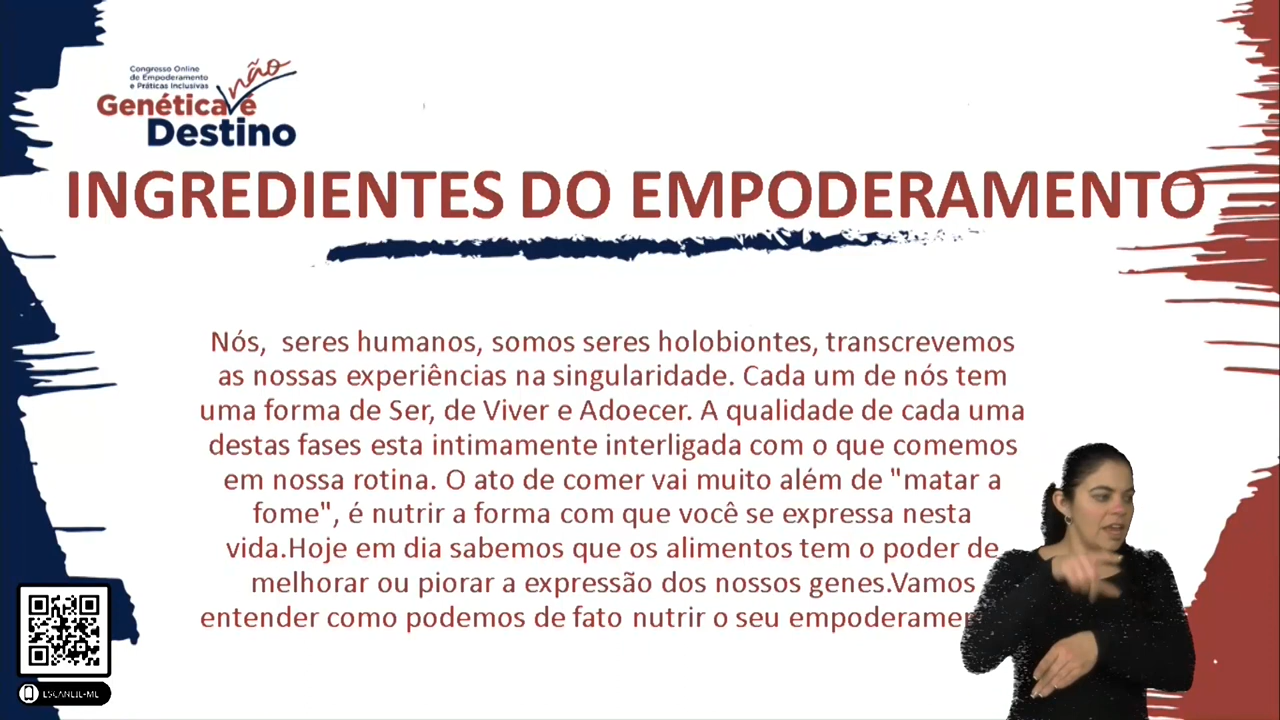 Congresso Online
de Empoderamento
e Práticas Inclusivas
não
Genética é
Destino
INGREDIENTES DO EMPODERAMENTO
Nós,  seres humanos, somos seres holobiontes, transcrevemos
as nossas experiências na singularidade. Cada um de nós tem
uma forma de Ser, de Viver e Adoecer. A qualidade de cada uma
destas fases esta intimamente interligada com o que comemos
em nossa rotina. O ato de comer vai muito além de "matar a
fome", é nutrir a forma com que você se expressa nesta
vida.Hoje em dia sabemos que os alimentos tem o poder de
melhorar ou piorar a expressão dos nossos genes.Vamos
entender como podemos de fato nutrir o seu
ESCANEIE-ME